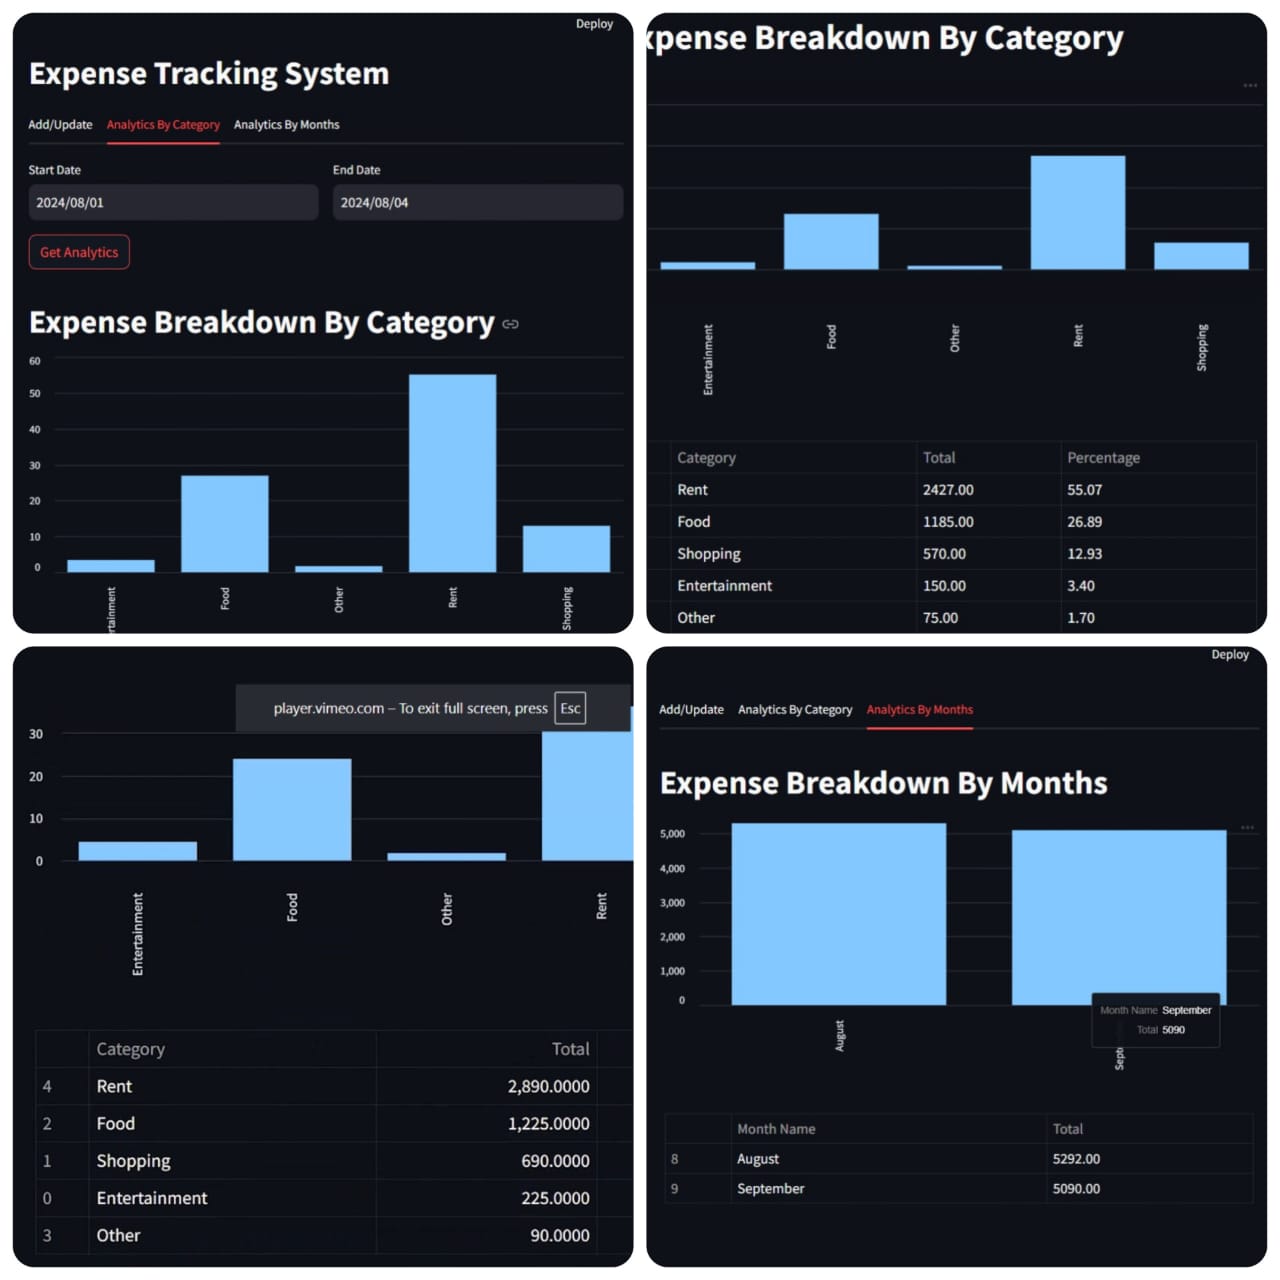 Deploy
Expense Tracking System
Add/Update Analytics By Category Analytics By Months
Start Date End Date
2024/08/01 2024/08/04
Get Analytics
Expense Breakdown By Category
60
50
40
30
20
10
0
rtainment Food Other Rent Shopping
xpense Breakdown By Category
Entertainment Food Other Rent Shopping
Category Total Percentage
Rent 2427.00 55.07
Food 1185.00 26.89
Shopping 570.00 12.93
Entertainment 150.00 3.40
Other 75.00 1.70
player.vimeo.com – To exit full screen, press Esc
30
20
10
0
Entertainment Food Other Rent
Category Total
4 Rent 2,890.0000
2 Food 1,225.0000
1 Shopping 690.0000
0 Entertainment 225.0000
3 Other 90.0000
Deploy
Add/Update Analytics By Category Analytics By Months
Expense Breakdown By Months
5,000
4,000
3,000
2,000
1,000
0
Month Name September
Total 5090
August Sept
Month Name Total
8 August 5292.00
9 September 5090.00